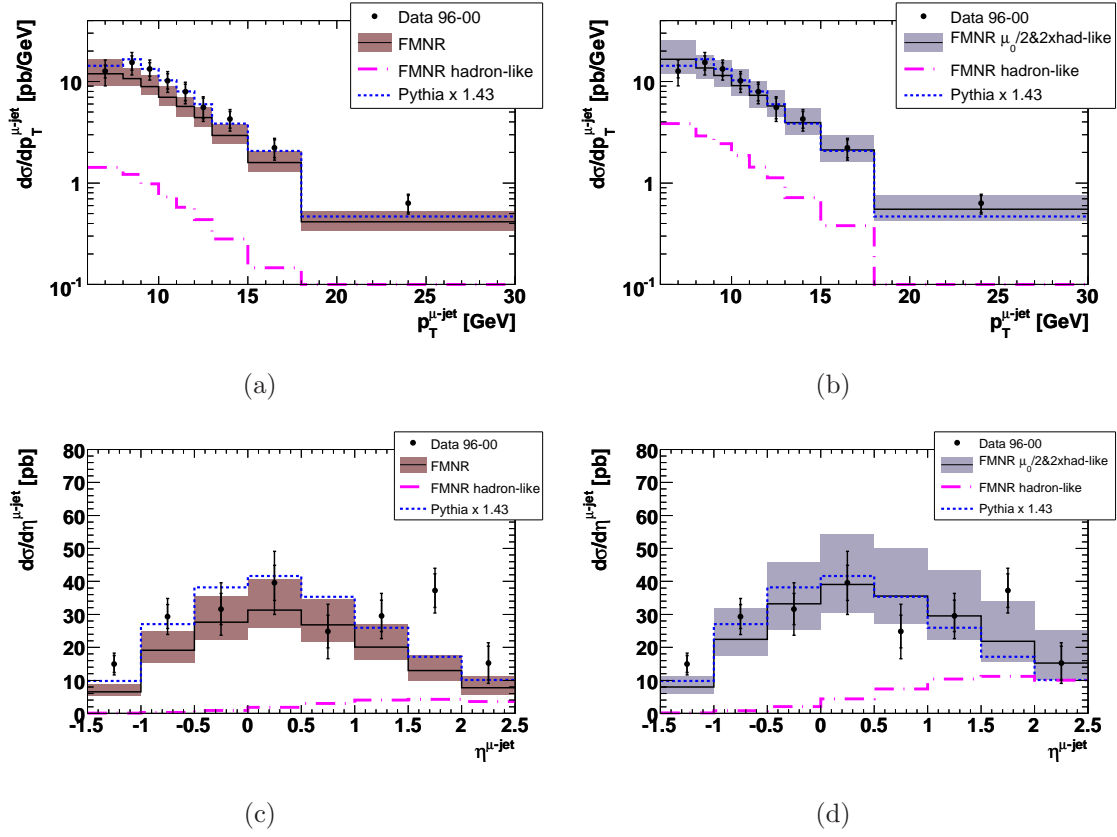 Data 96-00
FMNR
FMNR hadron-like
Pythia x 1.43
dσ/dp_T^μ-jet [pb/GeV]
10
1
10^-1
10 15 20 25 30
p_T^μ-jet [GeV]
(a)
Data 96-00
FMNR μ_0/2&2xhad-like
FMNR hadron-like
Pythia x 1.43
dσ/dp_T^μ-jet [pb/GeV]
10
1
10^-1
10 15 20 25 30
p_T^μ-jet [GeV]
(b)
Data 96-00
FMNR
FMNR hadron-like
Pythia x 1.43
dσ/dη^μ-jet [pb]
80
70
60
50
40
30
20
10
0
-1.5 -1 -0.5 0 0.5 1 1.5 2 2.5
η^μ-jet
(c)
Data 96-00
FMNR μ_0/2&2xhad-like
FMNR hadron-like
Pythia x 1.43
dσ/dη^μ-jet [pb]
80
70
60
50
40
30
20
10
0
-1.5 -1 -0.5 0 0.5 1 1.5 2 2.5
η^μ-jet
(d)